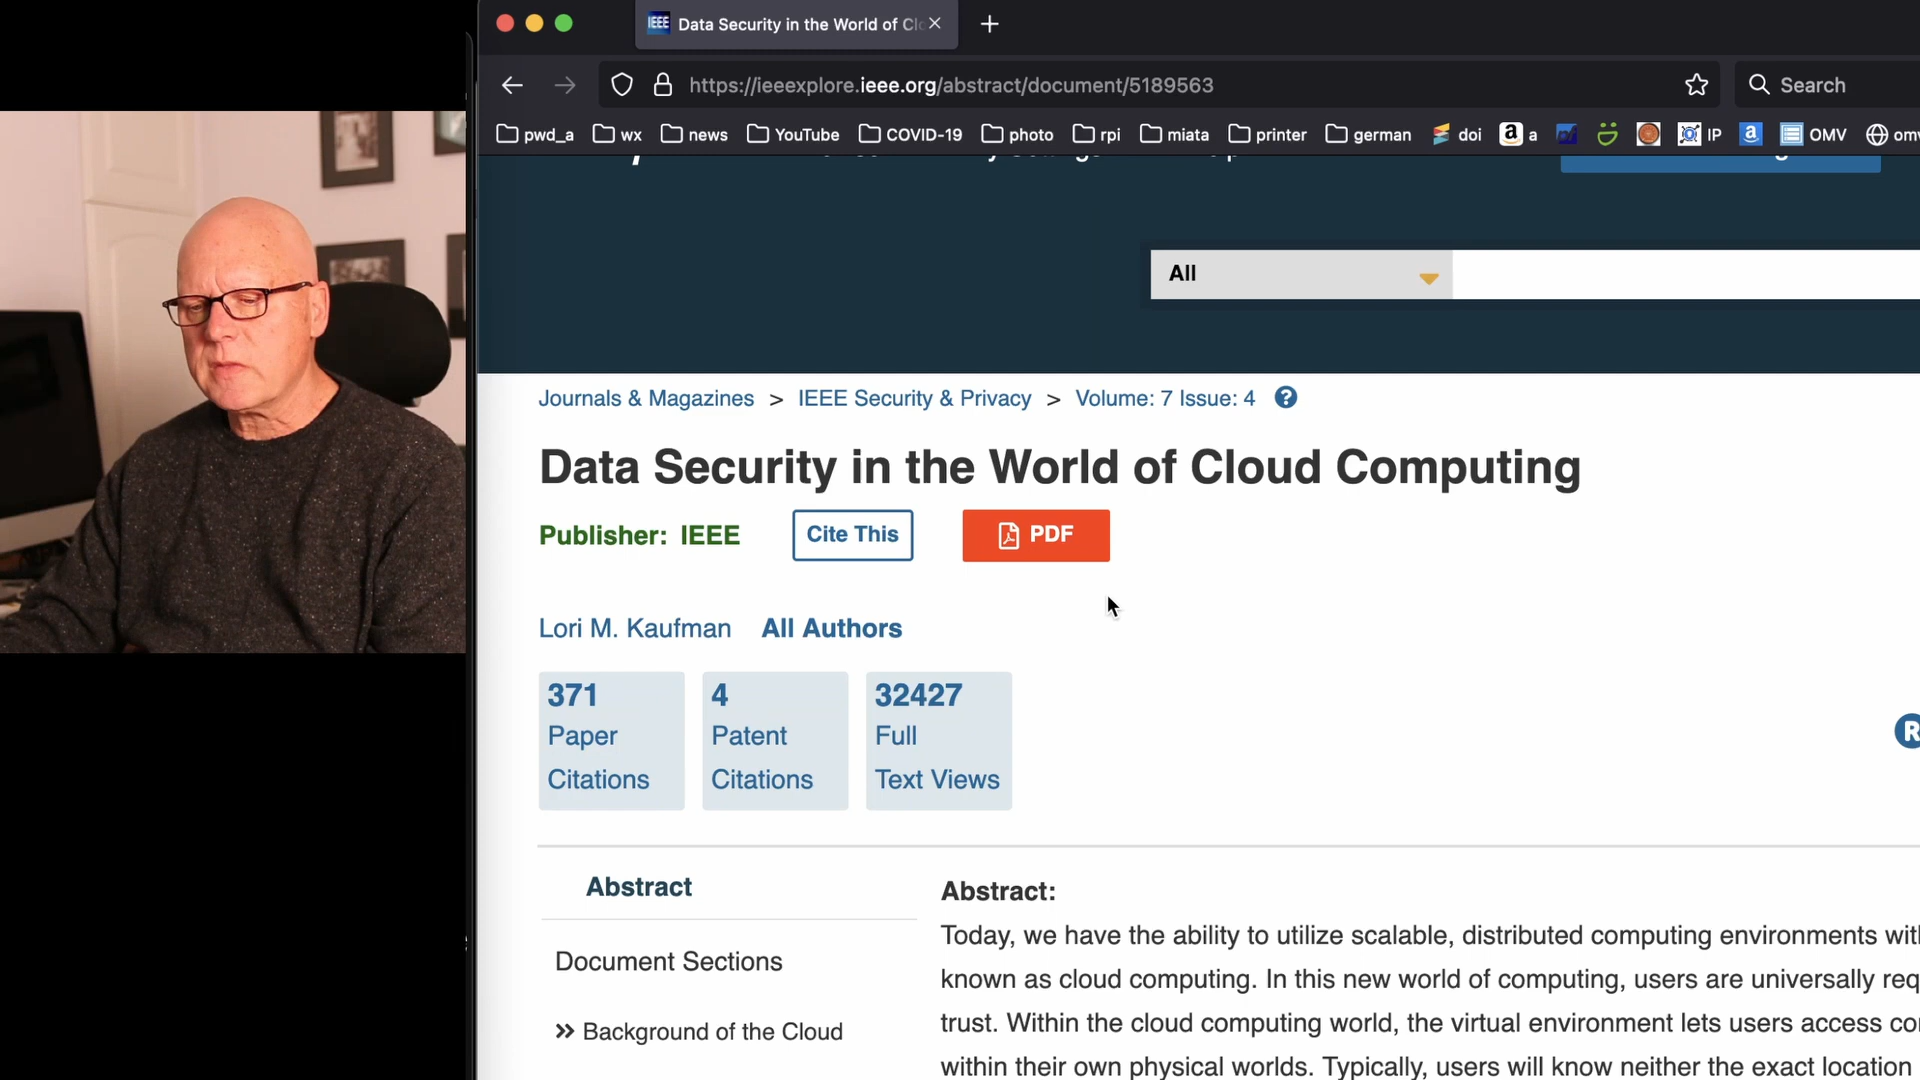 IEEE Data Security in the World of Cl
https://ieeexplore.ieee.org/abstract/document/5189563
Search
pwd_a wx news YouTube COVID-19 photo rpi miata printer german doi a IP OMV
All
Journals & Magazines > IEEE Security & Privacy > Volume: 7 Issue: 4 ?
Data Security in the World of Cloud Computing
Publisher: IEEE Cite This PDF
Lori M. Kaufman All Authors
371 4 32427
Paper Patent Full
Citations Citations Text Views
R
Abstract
Document Sections
>> Background of the Cloud
Abstract:
Today, we have the ability to utilize scalable, distributed computing environments
known as cloud computing. In this new world of computing, users are universally
trust. Within the cloud computing world, the virtual environment lets users access
within their own physical worlds. Typically, users will know neither the exact location